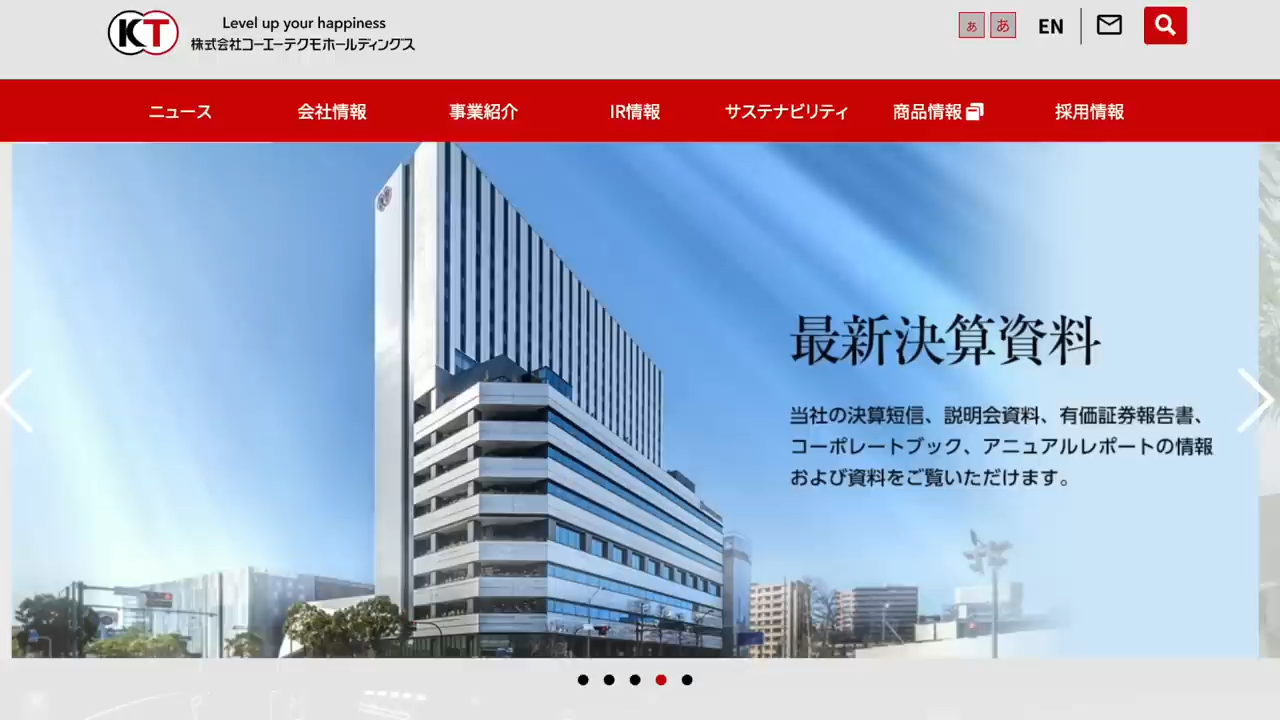 KT
Level up your happiness
株式会社コーエーテクモホールディングス
あ あ EN
ニュース 会社情報 事業紹介 IR情報 サステナビリティ 商品情報 採用情報
最新決算資料
当社の決算短信、説明会資料、有価証券報告書、
コーポレートブック、アニュアルレポートの情報
および資料をご覧いただけます。